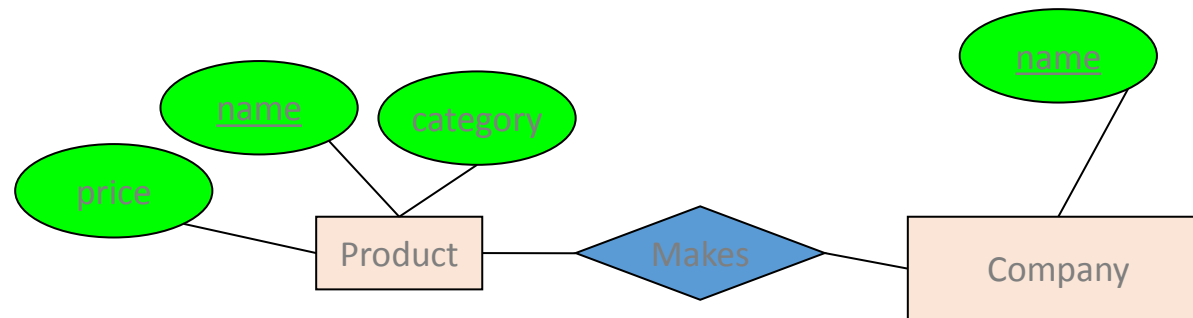 name
name
category
price
Product
Makes
Company